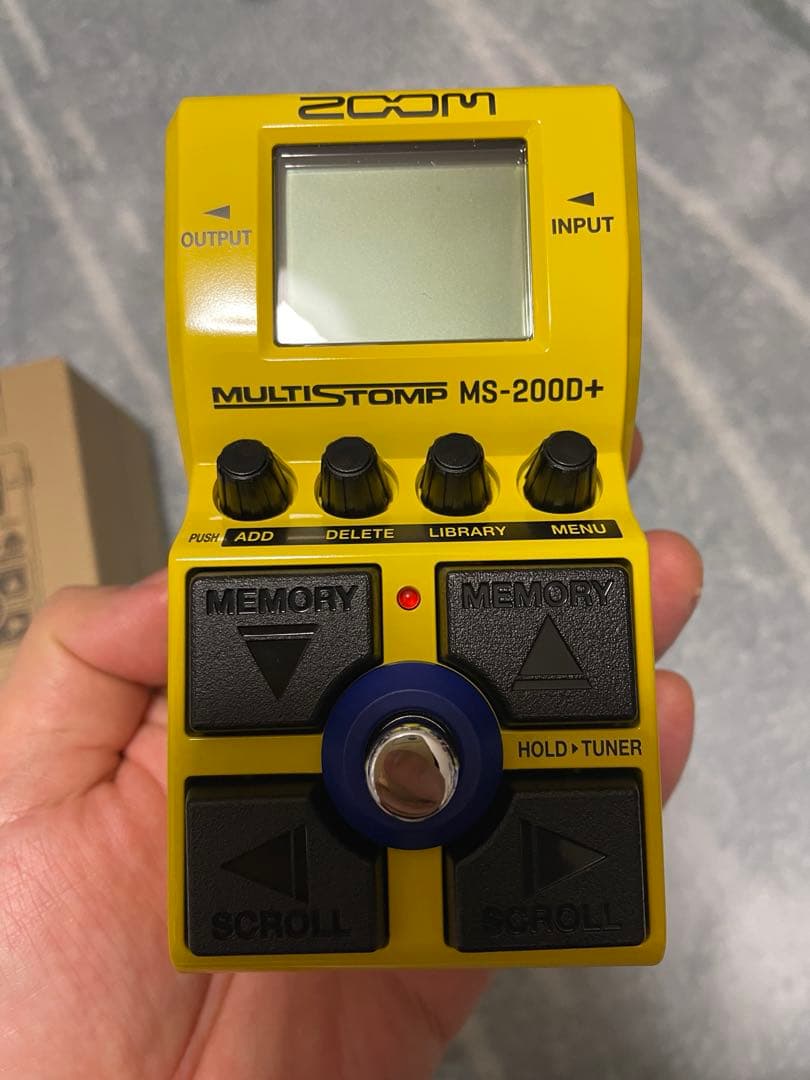 ZOOM
OUTPUT
INPUT
MULTISTOMP MS-200D+
PUSH ADD DELETE LIBRARY MENU
MEMORY MEMORY
HOLD▸TUNER
SCROLL SCROLL